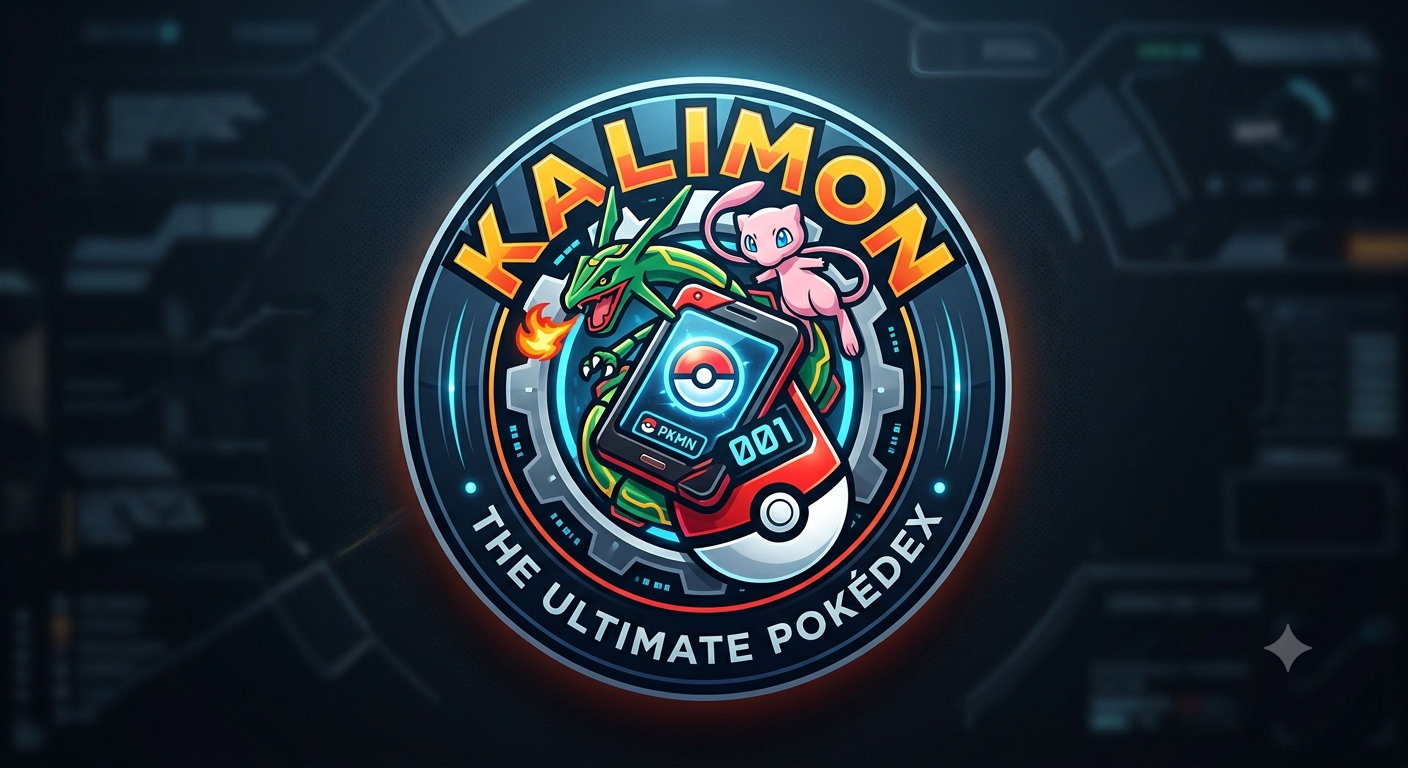 KALIMON
PKMN
001
THE ULTIMATE POKÉDEX